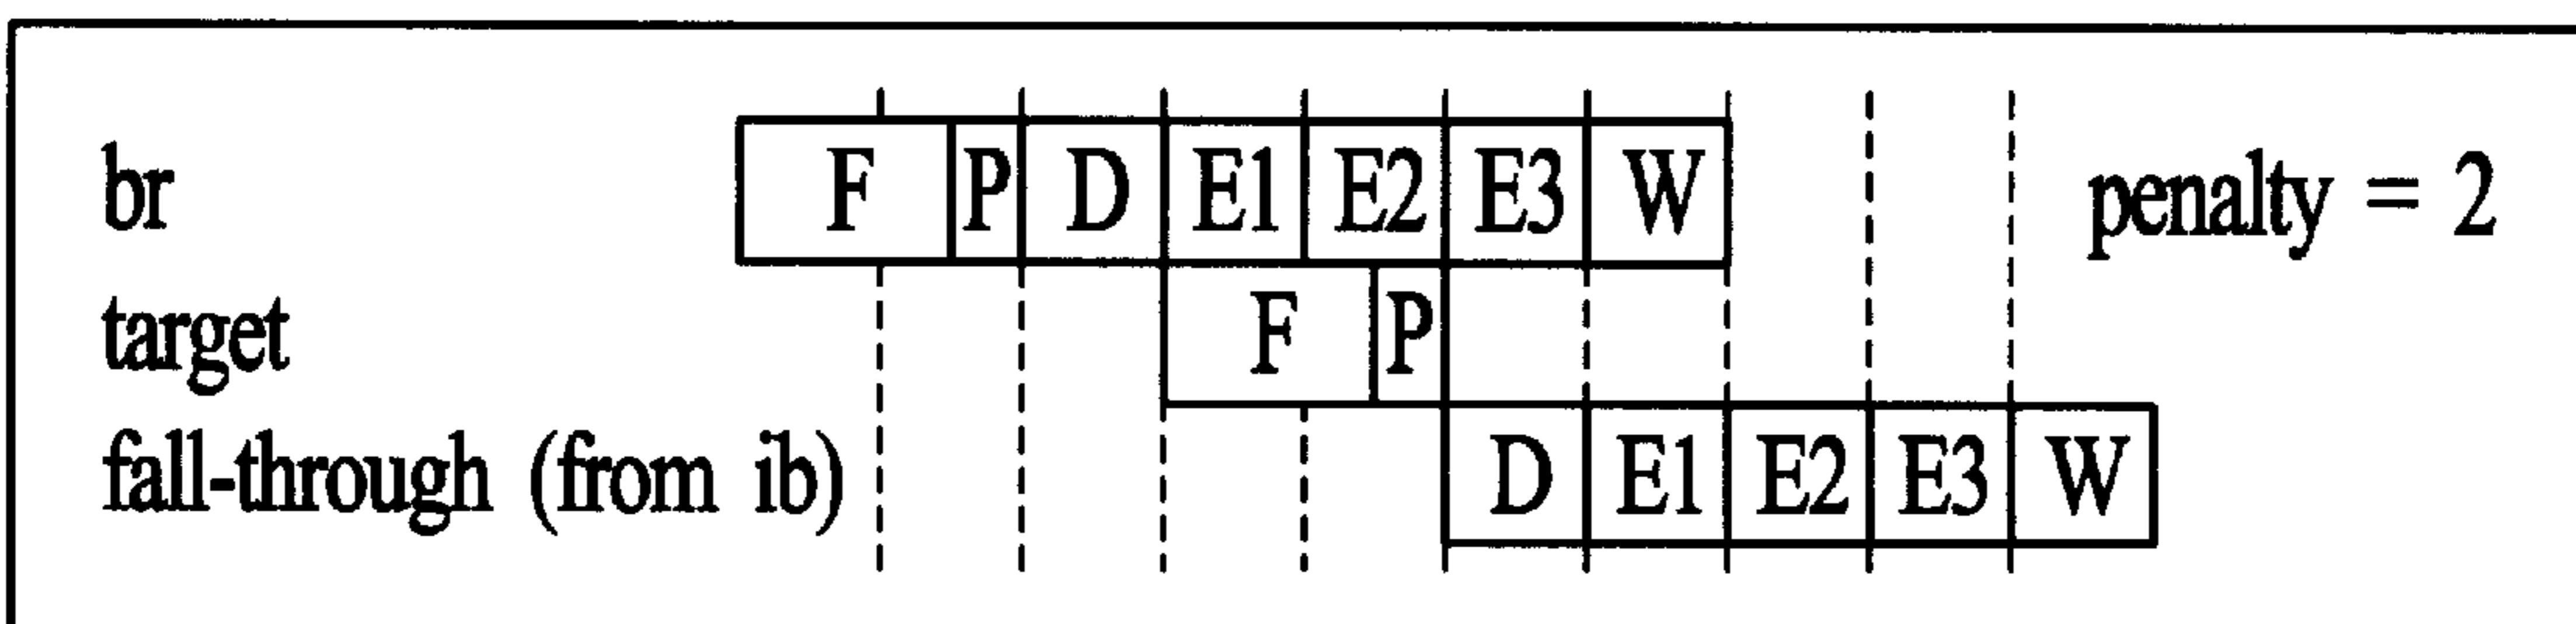 br F P D E1 E2 E3 W penalty = 2
target F P
fall-through (from ib) D E1 E2 E3 W